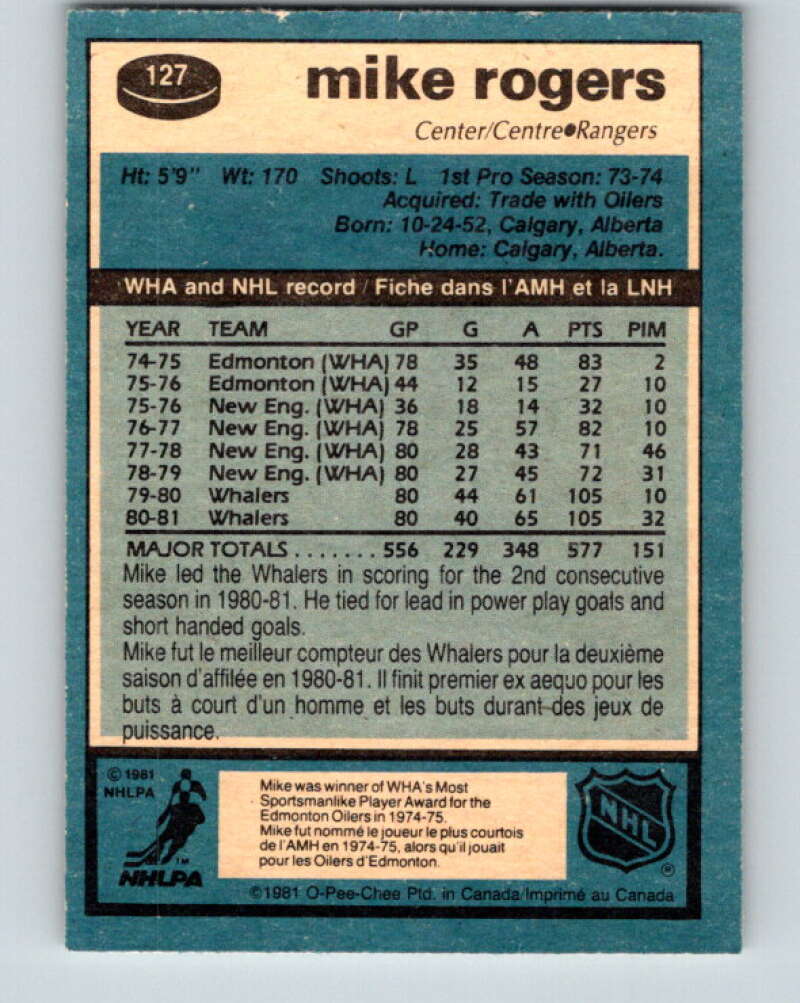 127
mike rogers
Center/Centre●Rangers
Ht: 5'9" Wt: 170 Shoots: L 1st Pro Season: 73-74
Acquired: Trade with Oilers
Born: 10-24-52, Calgary, Alberta
Home: Calgary, Alberta.
WHA and NHL record / Fiche dans l'AMH et la LNH
YEAR TEAM GP G A PTS PIM
74-75 Edmonton (WHA) 78 35 48 83 2
75-76 Edmonton (WHA) 44 12 15 27 10
75-76 New Eng. (WHA) 36 18 14 32 10
76-77 New Eng. (WHA) 78 25 57 82 10
77-78 New Eng. (WHA) 80 28 43 71 46
78-79 New Eng. (WHA) 80 27 45 72 31
79-80 Whalers 80 44 61 105 10
80-81 Whalers 80 40 65 105 32
MAJOR TOTALS ....... 556 229 348 577 151
Mike led the Whalers in scoring for the 2nd consecutive
season in 1980-81. He tied for lead in power play goals and
short handed goals.
Mike fut le meilleur compteur des Whalers pour la deuxième
saison d'affilée en 1980-81. Il finit premier ex aequo pour les
buts à court d'un homme et les buts durant des jeux de
puissance.
© 1981
NHLPA
TM
NHLPA
Mike was winner of WHA's Most
Sportsmanlike Player Award for the
Edmonton Oilers in 1974-75.
Mike fut nommé le joueur le plus courtois
de l'AMH en 1974-75, alors qu'il jouait
pour les Oilers d'Edmonton.
NHL
®
©1981 O-Pee-Chee Ptd. in Canada/Imprimé au Canada